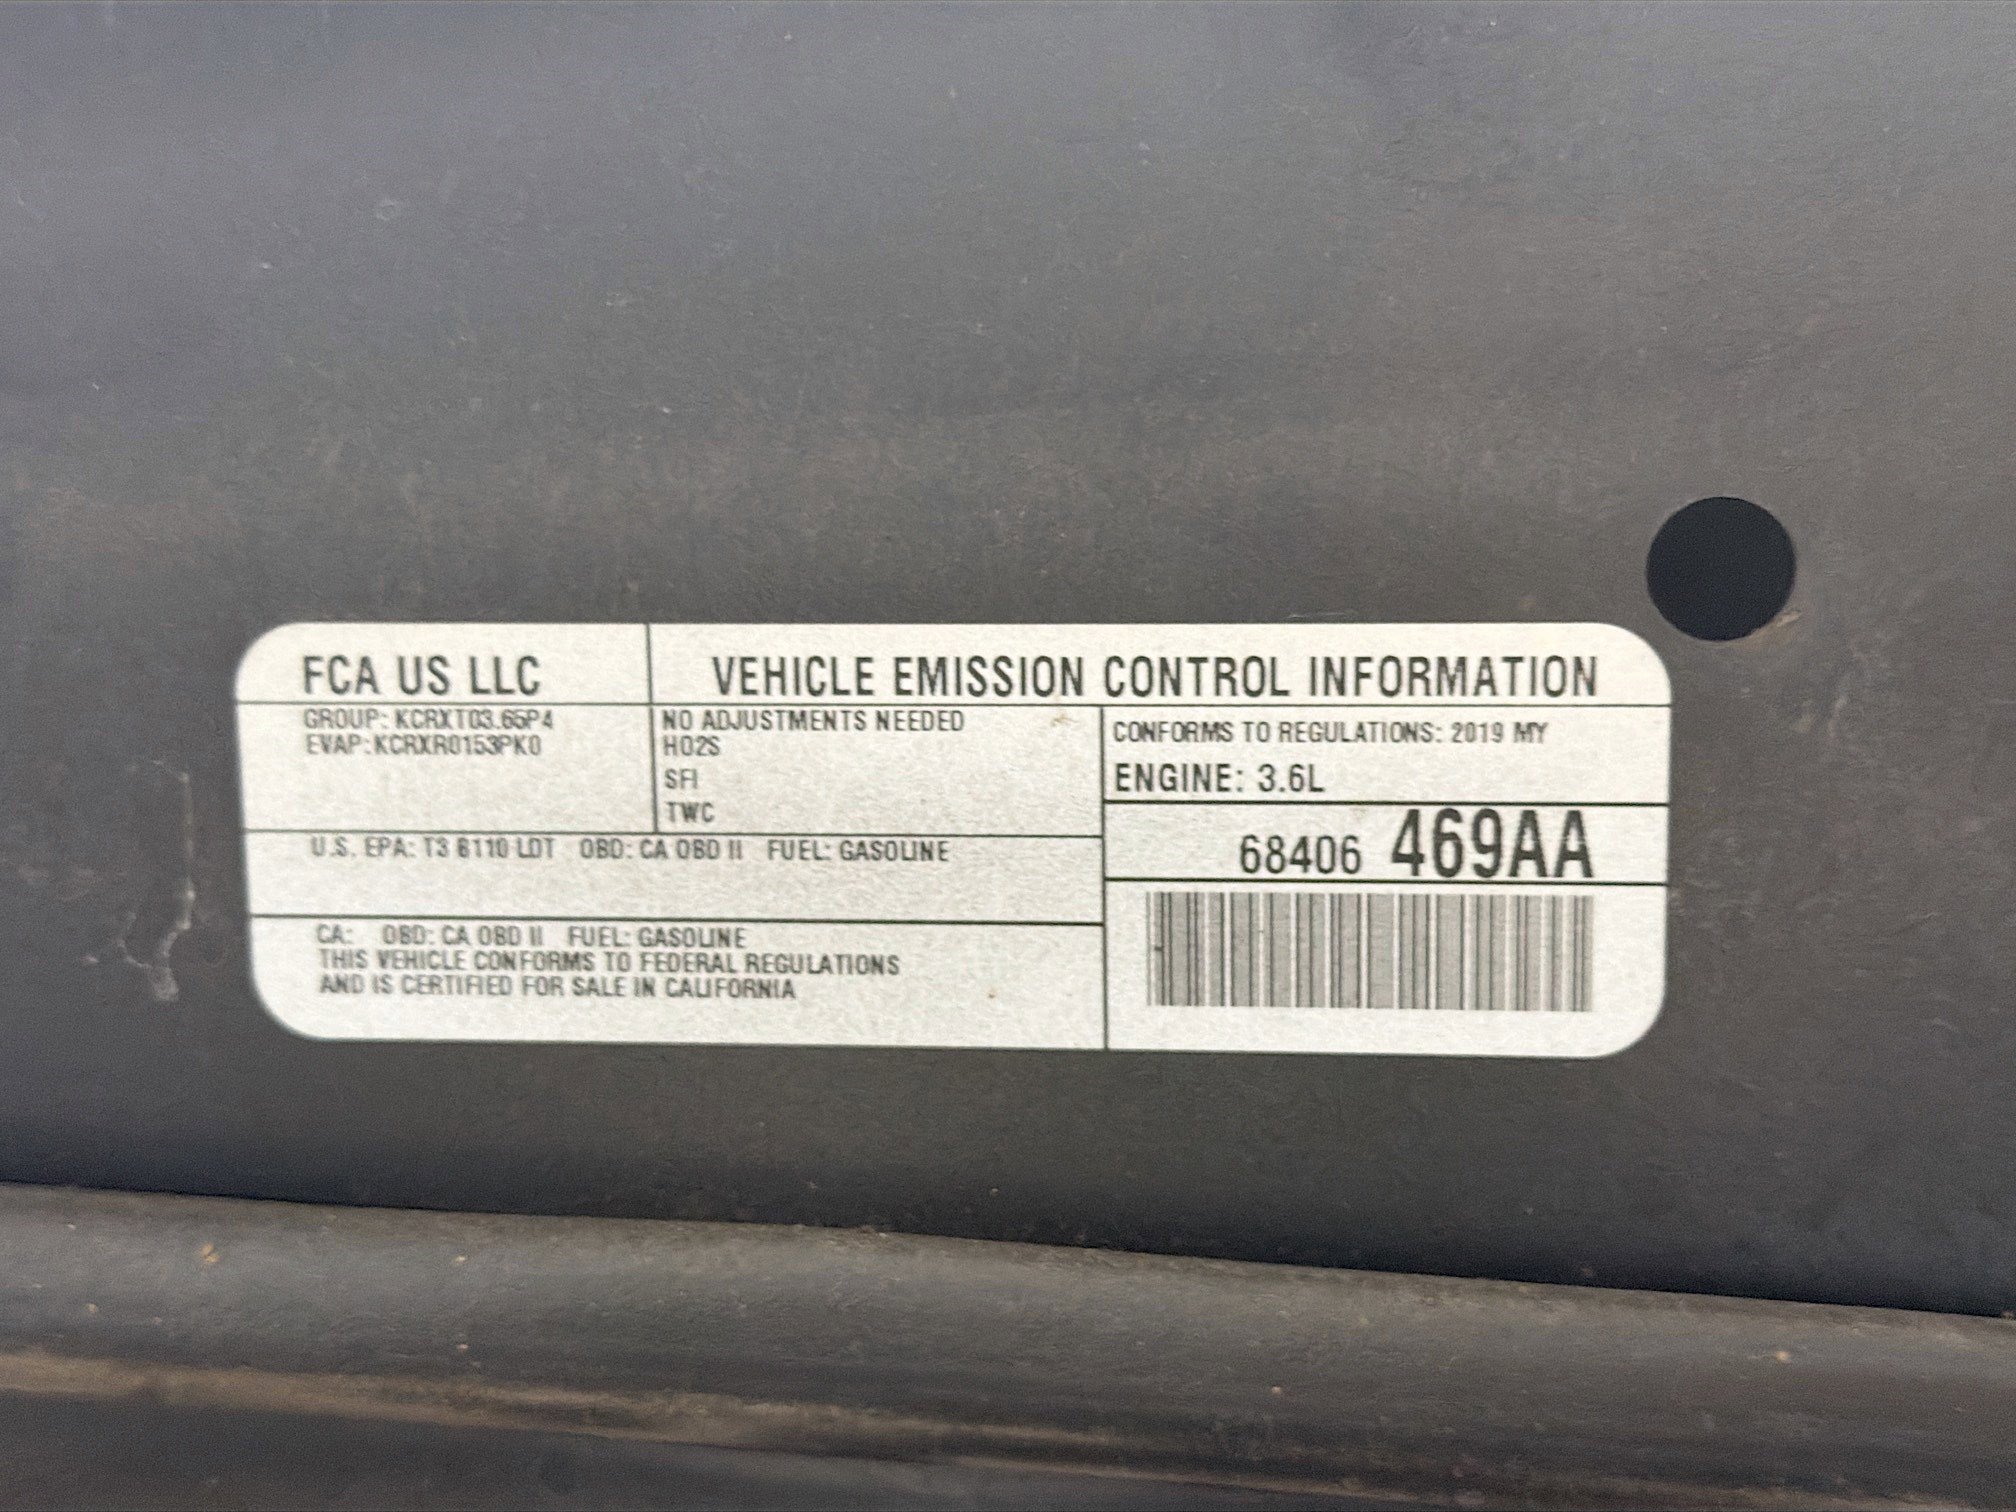 FCA US LLC
VEHICLE EMISSION CONTROL INFORMATION
GROUP: KCRXT03.65P4
EVAP: KCRXR0153PK0
NO ADJUSTMENTS NEEDED
HO2S
SFI
TWC
CONFORMS TO REGULATIONS: 2019 MY
ENGINE: 3.6L
68406 469AA
U.S. EPA: T3 B110 LDT OBD: CA OBD II FUEL: GASOLINE
CA: OBD: CA OBD II FUEL: GASOLINE
THIS VEHICLE CONFORMS TO FEDERAL REGULATIONS
AND IS CERTIFIED FOR SALE IN CALIFORNIA